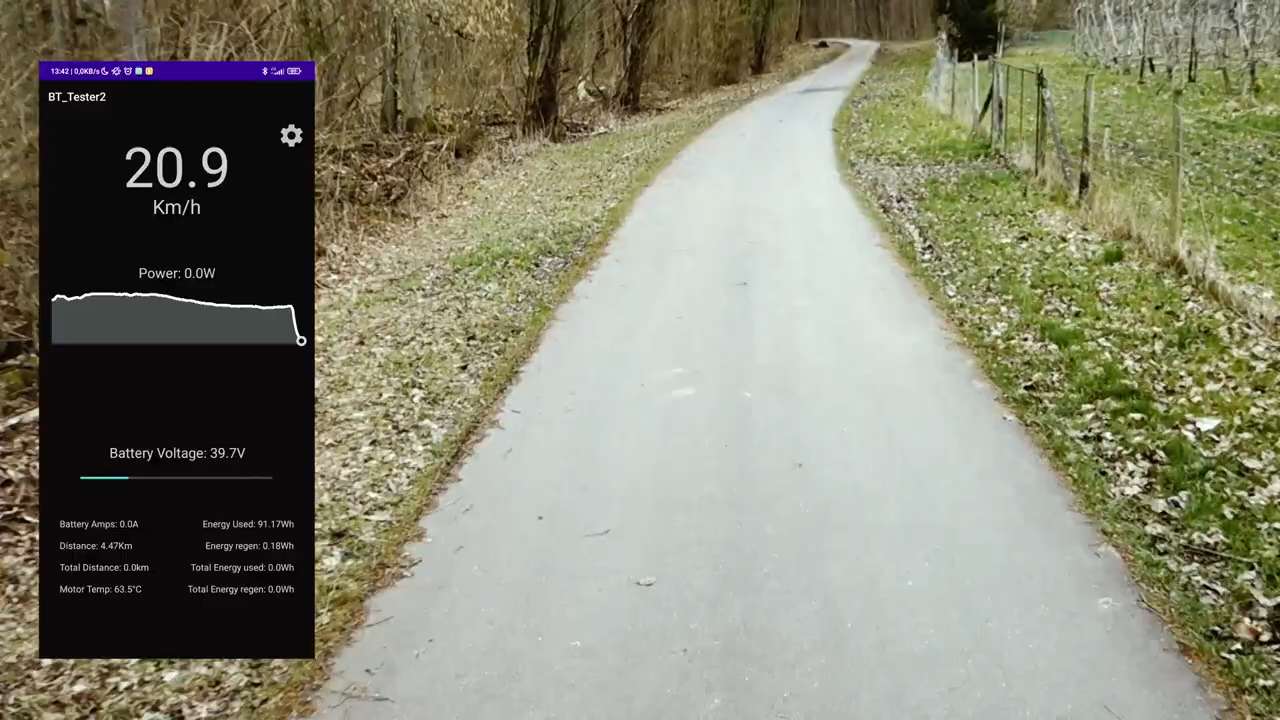 13:42 | 0,0KB/s
BT_Tester2
20.9
Km/h
Power: 0.0W
Battery Voltage: 39.7V
Battery Amps: 0.0A
Energy Used: 91.17Wh
Distance: 4.47Km
Energy regen: 0.18Wh
Total Distance: 0.0km
Total Energy used: 0.0Wh
Motor Temp: 63.5°C
Total Energy regen: 0.0Wh